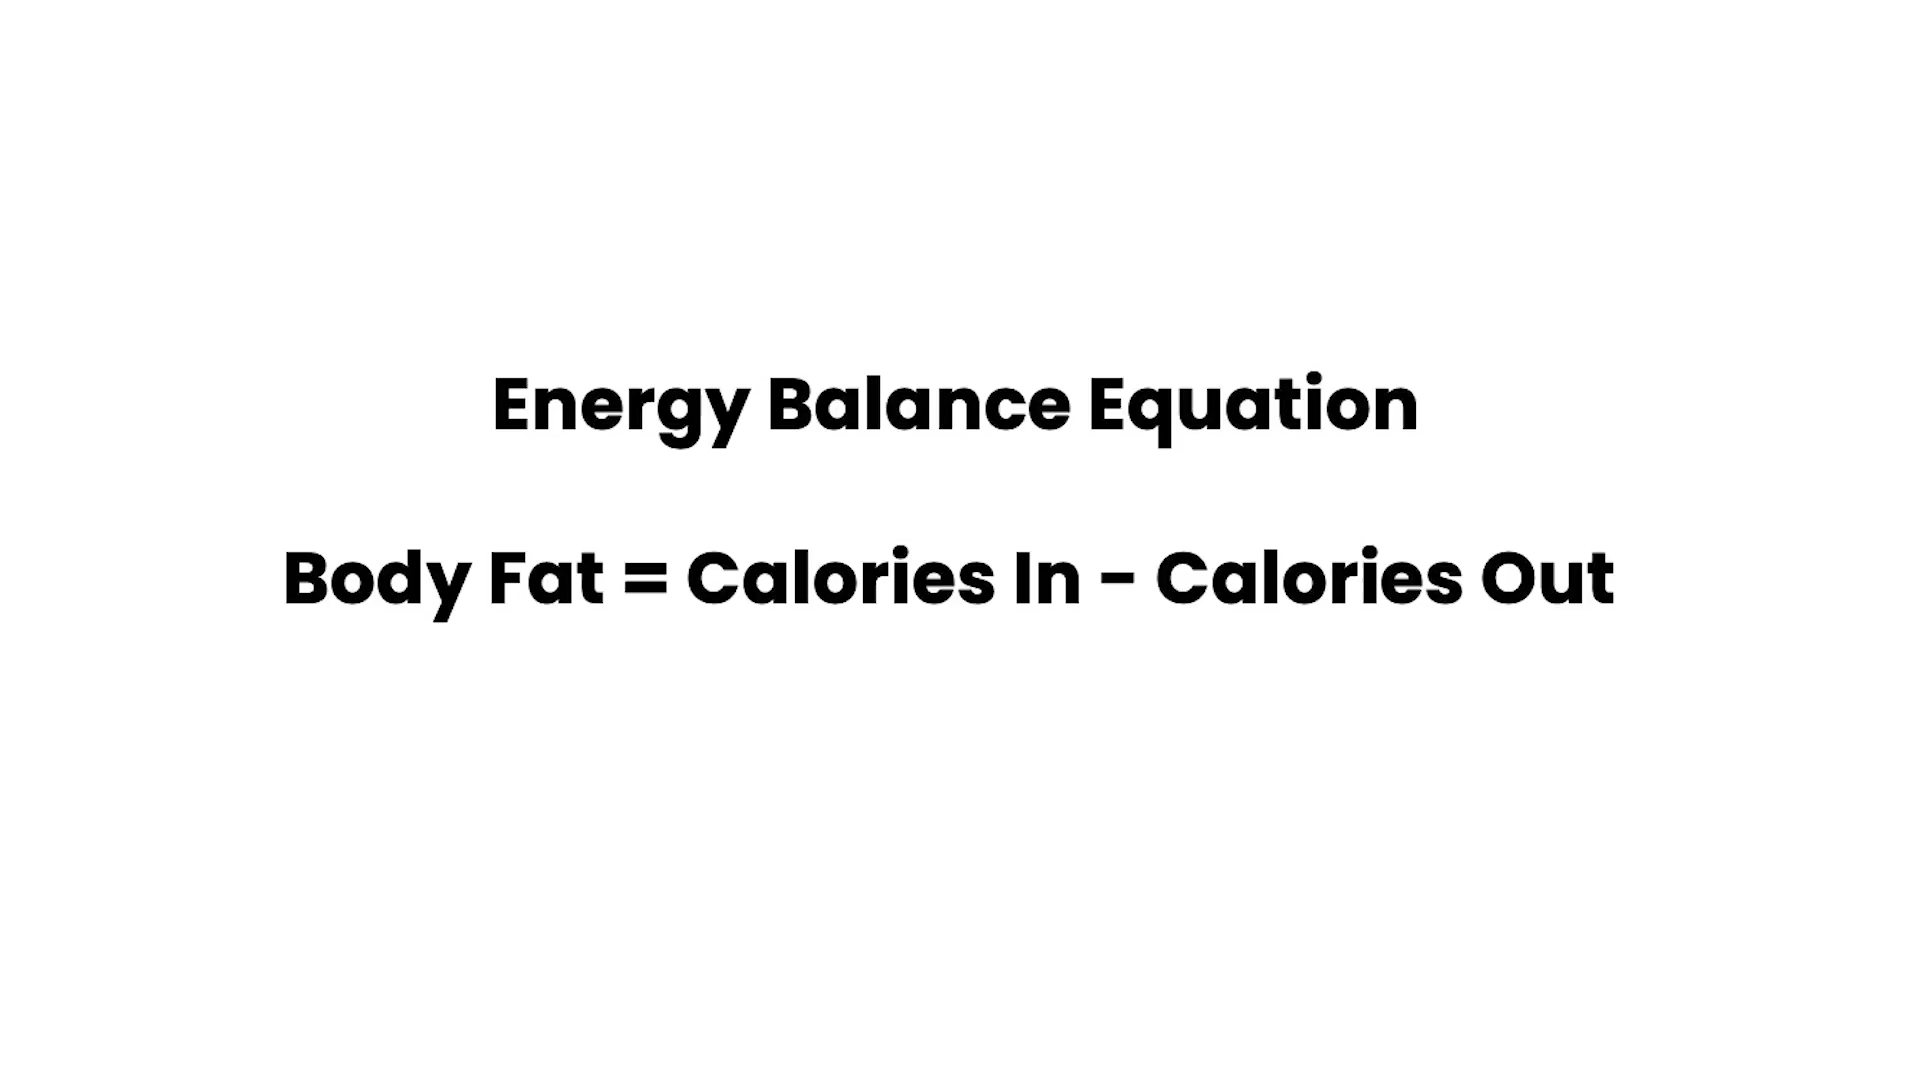 Energy Balance Equation
Body Fat = Calories In - Calories Out